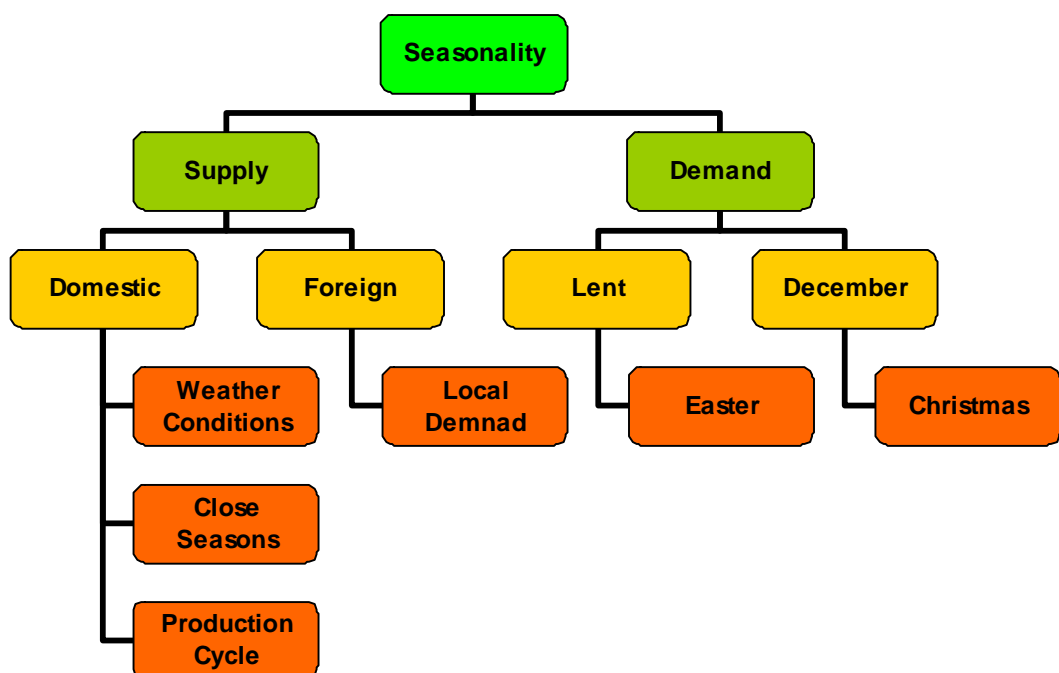 Seasonality
Supply
Demand
Domestic
Foreign
Lent
December
Weather
Conditions
Local
Demnad
Easter
Christmas
Close
Seasons
Production
Cycle